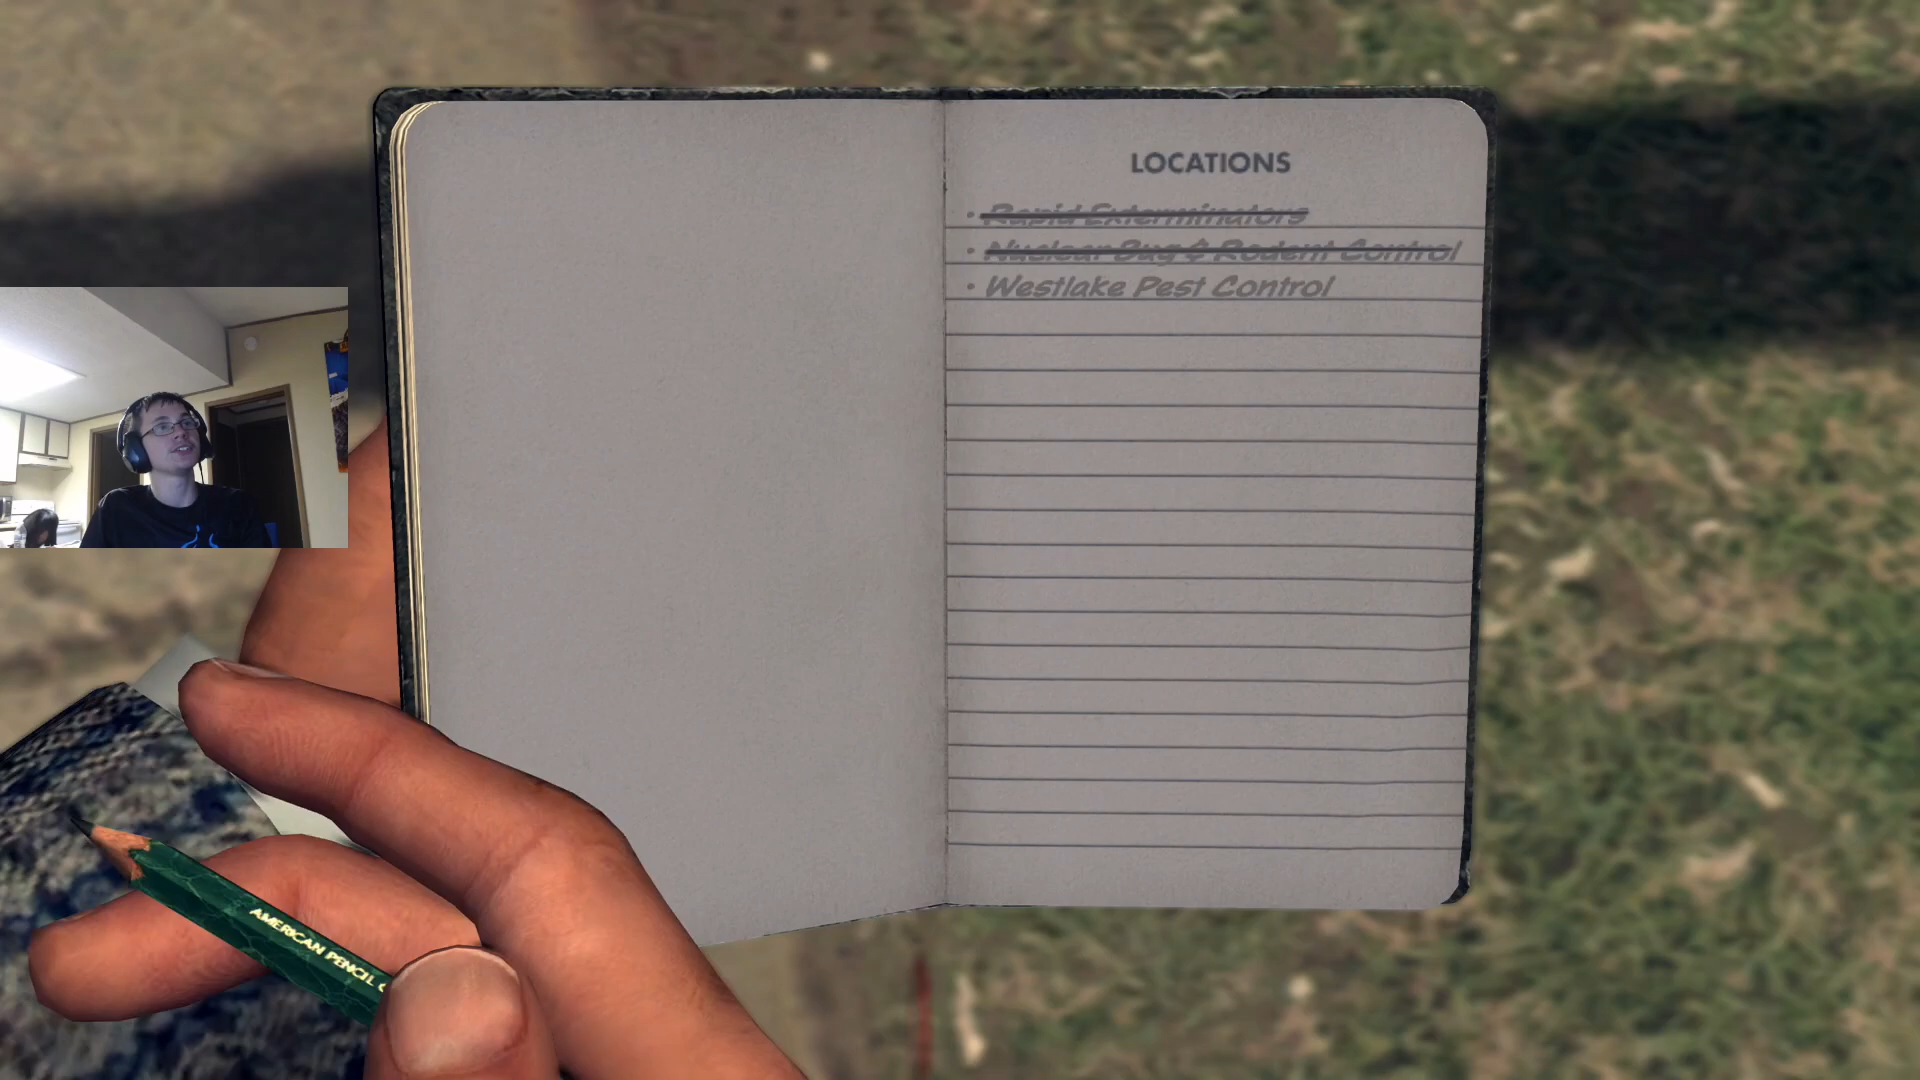 LOCATIONS
• Rapid Exterminators
• Nuclear Bug & Rodent Control
• Westlake Pest Control
AMERICAN PENCIL C